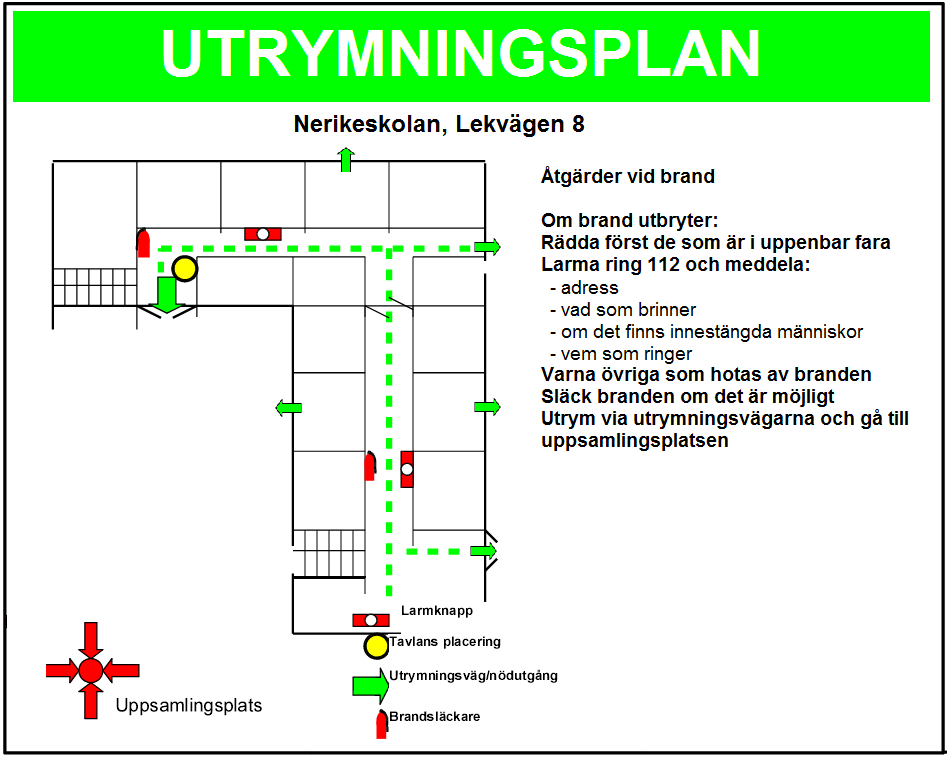 UTRYMNINGSPLAN
Nerikeskolan, Lekvägen 8
Åtgärder vid brand
Om brand utbryter:
Rädda först de som är i uppenbar fara
Larma ring 112 och meddela:
- adress
- vad som brinner
- om det finns innestängda människor
- vem som ringer
Varna övriga som hotas av branden
Släck branden om det är möjligt
Utrym via utrymningsvägarna och gå till
uppsamlingsplatsen
Larmknapp
Tavlans placering
Utrymningsväg/nödutgång
Brandsläckare
Uppsamlingsplats